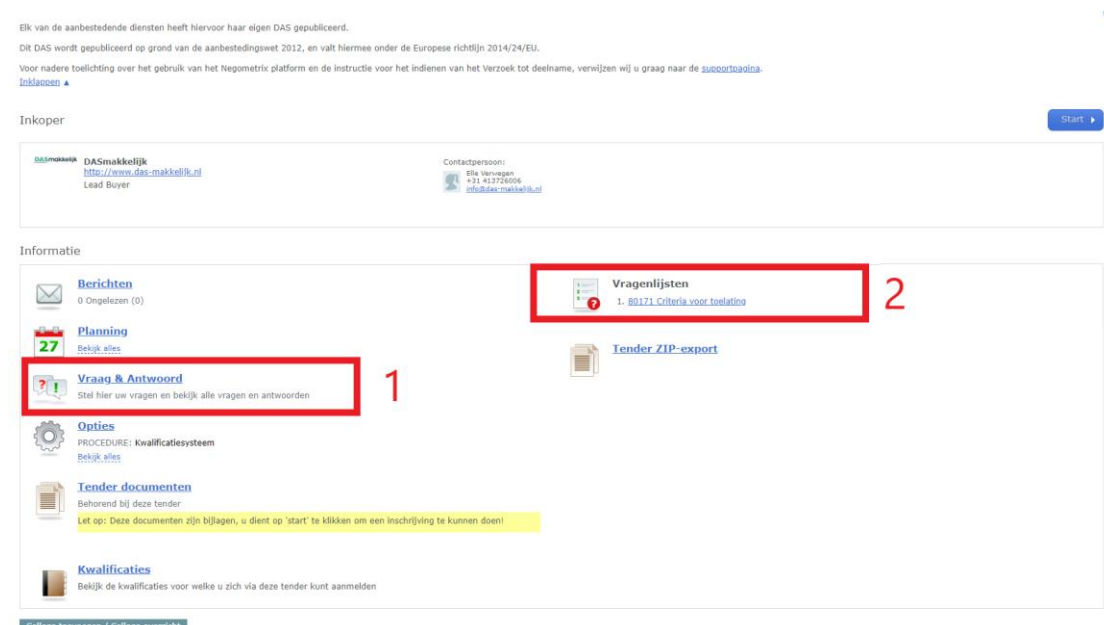 Elk van de aanbestedende diensten heeft hiervoor haar eigen DAS gepubliceerd.
Dit DAS wordt gepubliceerd op grond van de aanbestedingswet 2012, en valt hiermee onder de Europese richtlijn 2014/24/EU.
Voor nadere toelichting over het gebruik van het Negometrix platform en de instructie voor het indienen van het Verzoek tot deelname, verwijzen wij u graag naar de supportpagina.
Inklappen ▲
Inkoper
Start
DASmakkelijk
DASmakkelijk
http://www.das-makkelijk.nl
Lead Buyer
Contactpersoon:
Elle Verwegen
+31 413726006
info@das-makkelijk.nl
Informatie
Berichten
0 Ongelezen (0)
Planning
27
Bekijk alles
Vraag & Antwoord
Stel hier uw vragen en bekijk alle vragen en antwoorden
1
Opties
PROCEDURE: Kwalificatiesysteem
Bekijk alles
Tender documenten
Behorend bij deze tender
Let op: Deze documenten zijn bijlagen, u dient op 'start' te klikken om een inschrijving te kunnen doen!
Kwalificaties
Bekijk de kwalificaties voor welke u zich via deze tender kunt aanmelden
Vragenlijsten
1. 80171 Criteria voor toelating
2
Tender ZIP-export